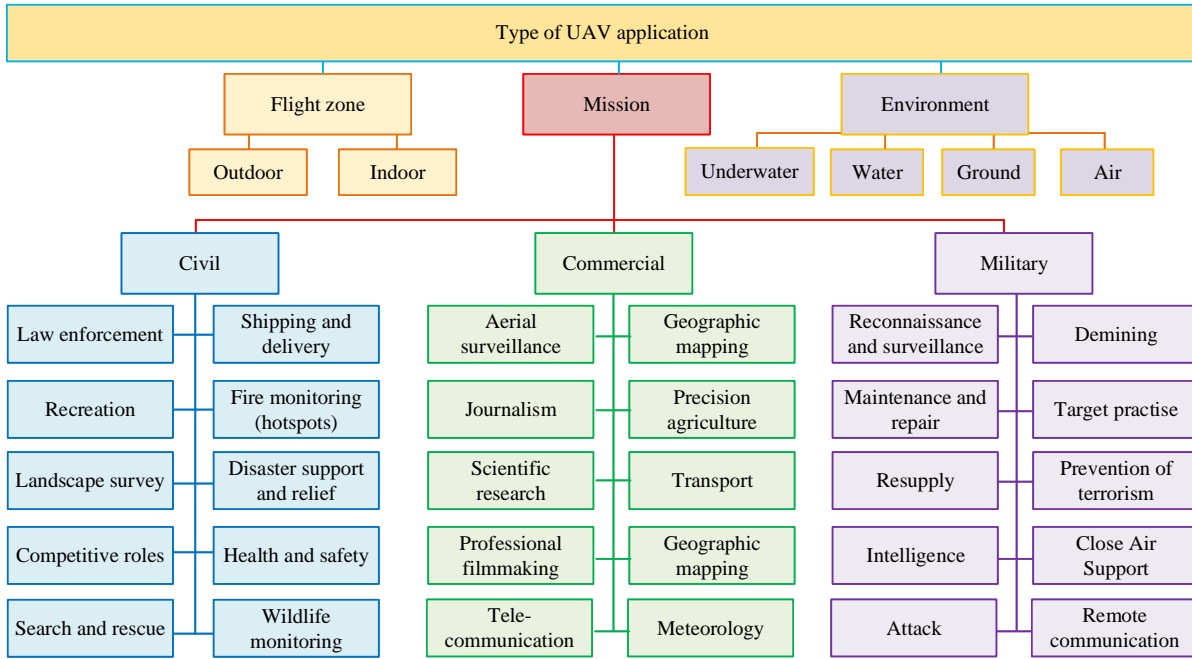 Type of UAV application
Flight zone
Mission
Environment
Outdoor
Indoor
Underwater
Water
Ground
Air
Civil
Commercial
Military
Law enforcement
Shipping and
delivery
Recreation
Fire monitoring
(hotspots)
Landscape survey
Disaster support
and relief
Competitive roles
Health and safety
Search and rescue
Wildlife
monitoring
Aerial
surveillance
Geographic
mapping
Journalism
Precision
agriculture
Scientific
research
Transport
Professional
filmmaking
Geographic
mapping
Tele-
communication
Meteorology
Reconnaissance
and surveillance
Demining
Maintenance and
repair
Target practise
Resupply
Prevention of
terrorism
Intelligence
Close Air
Support
Attack
Remote
communication